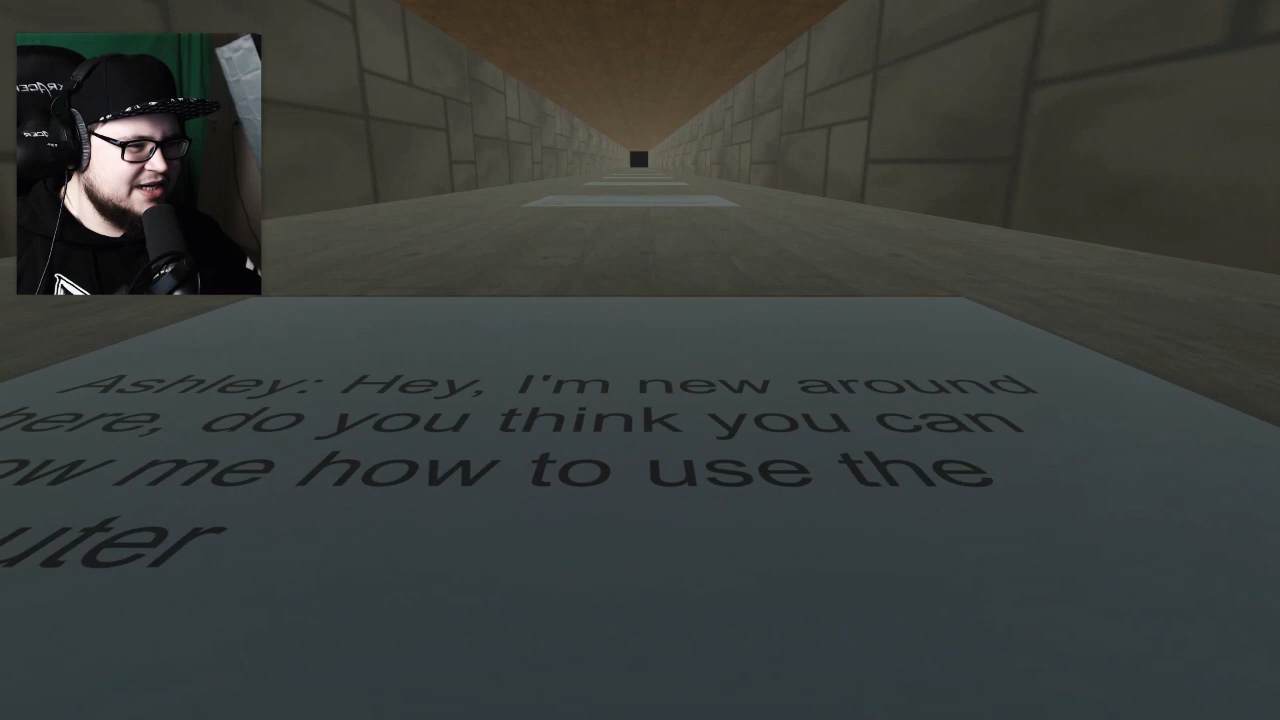 Ashley: Hey, I'm new around
here, do you think you can
me how to use the